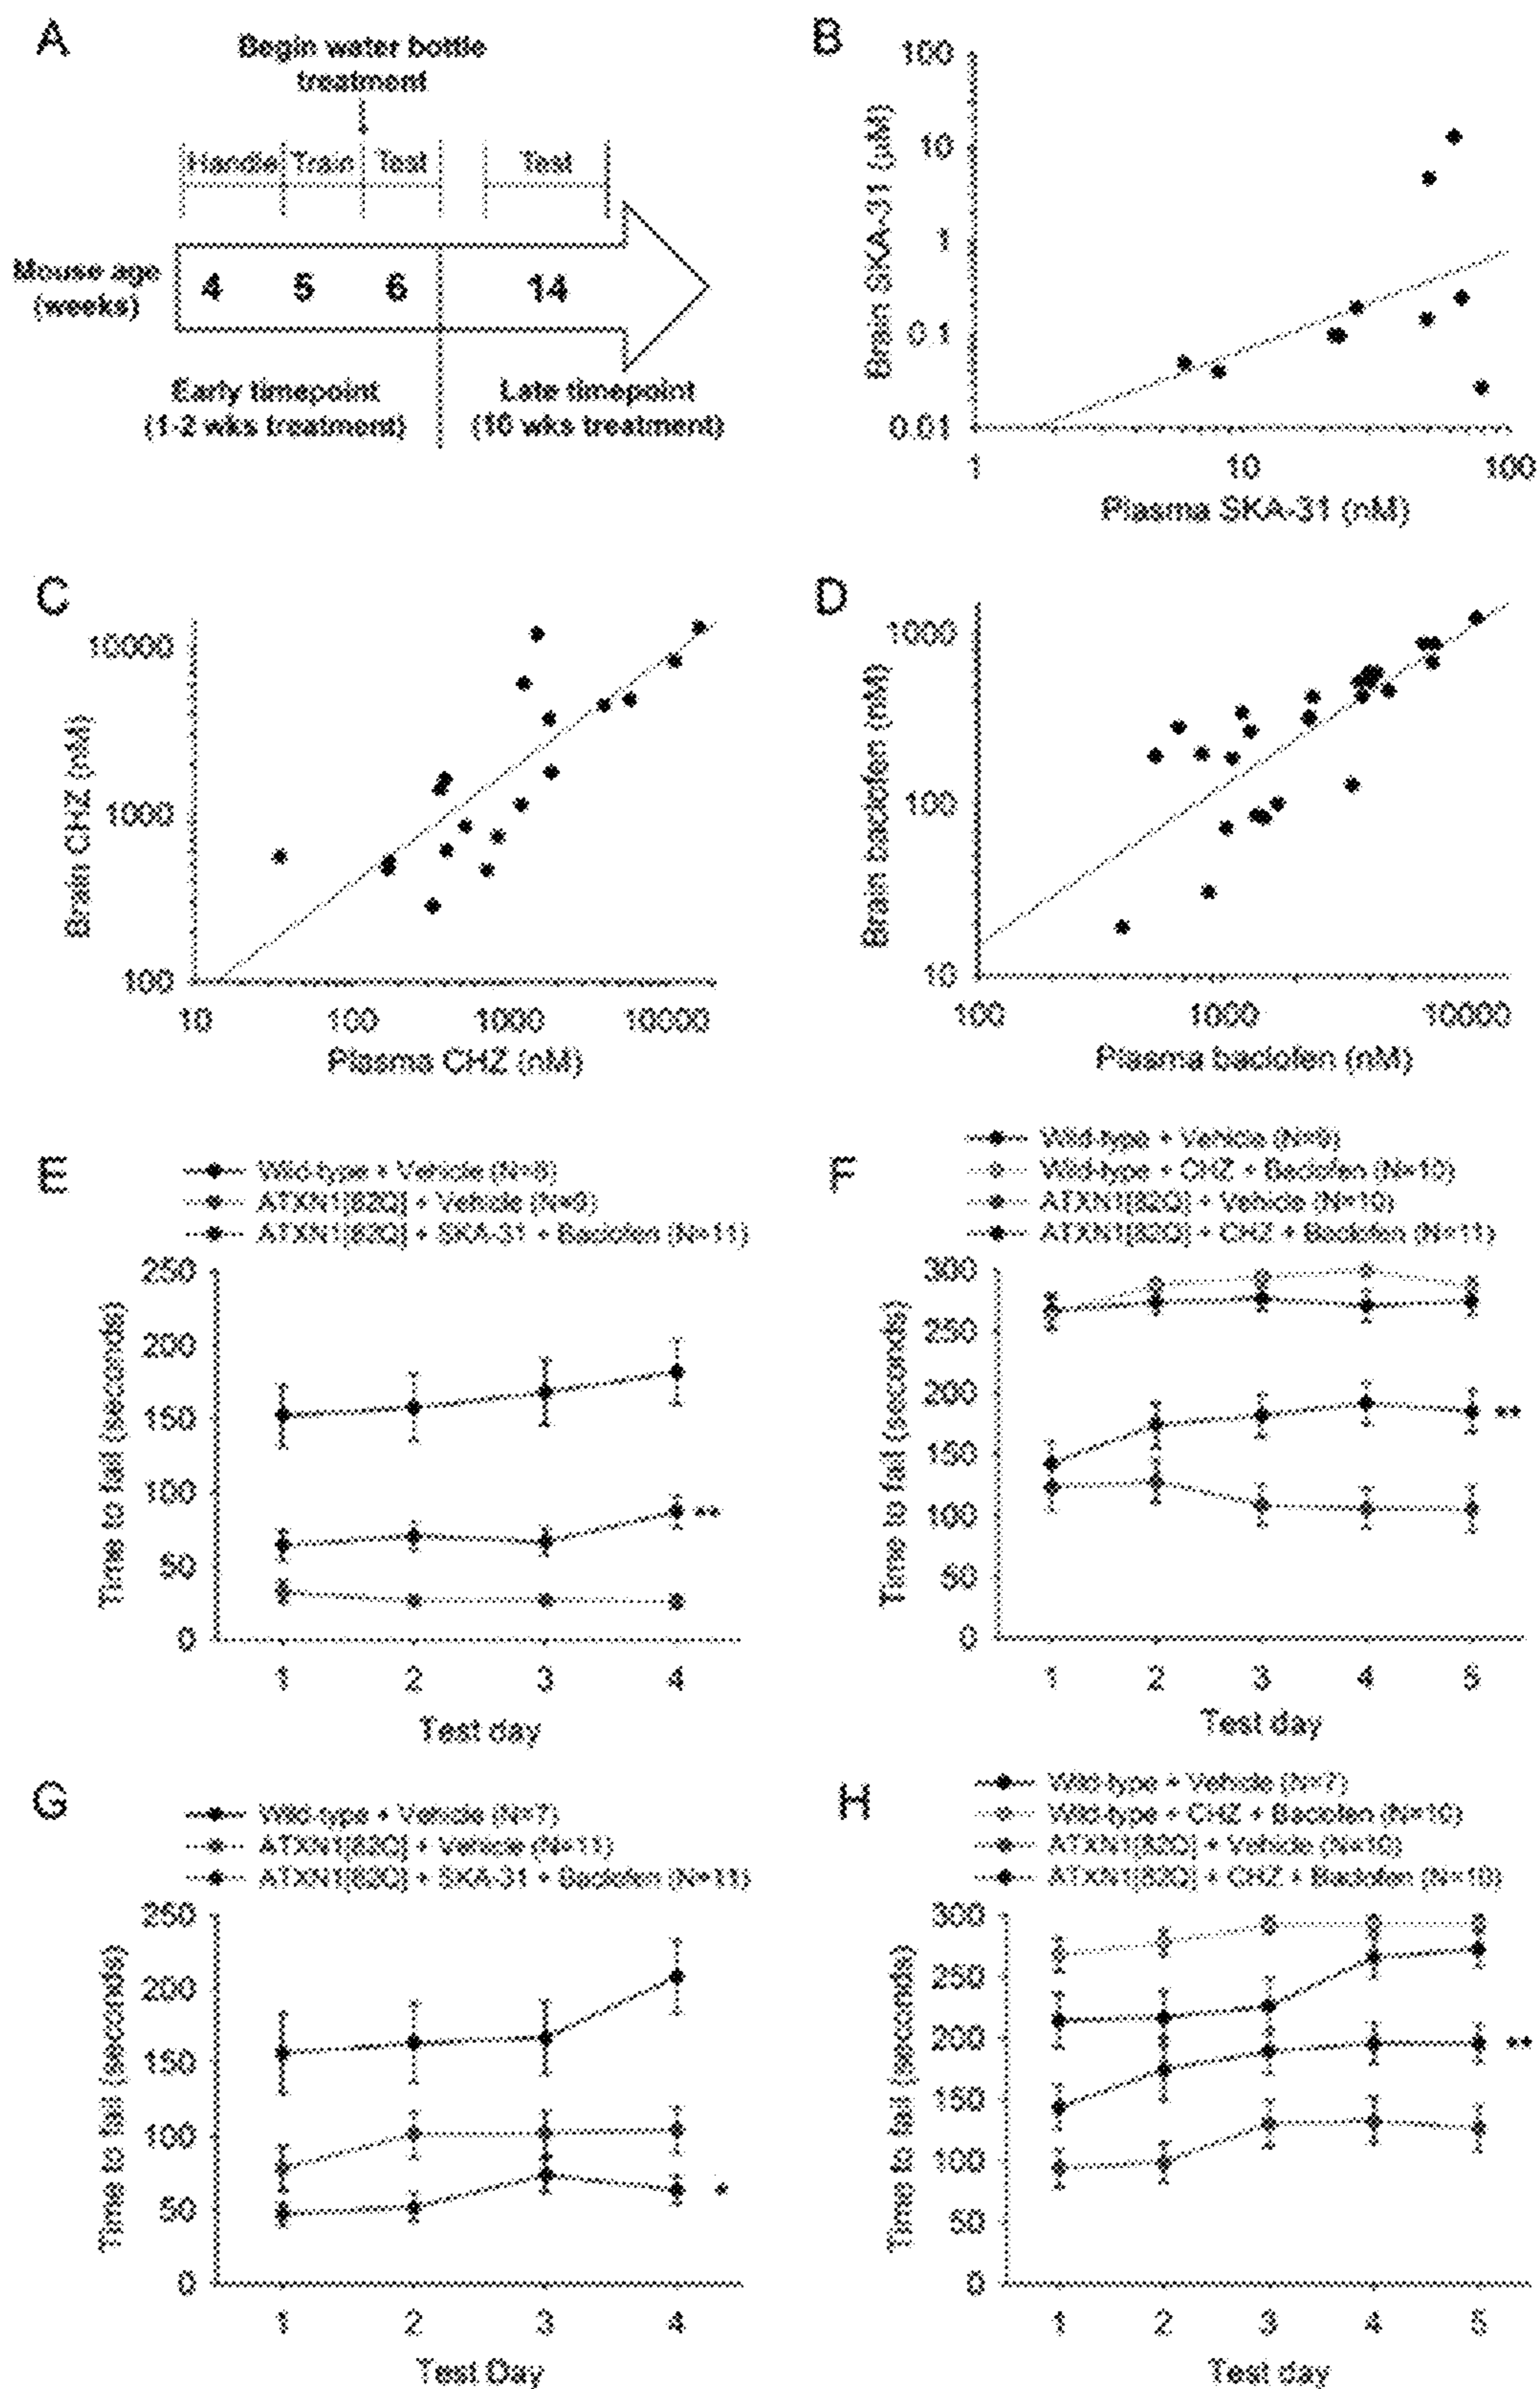 A
Begin water bottle
treatment
Handle Train Test Test
Mouse age
(weeks)
4 5 6 14
Early timepoint
(1-2 wks treatment)
Late timepoint
(10 wks treatment)
B
100
10
1
0.1
0.01
Brain SKA-31 (µM)
1 10 100
Plasma SKA-31 (nM)
C
10000
1000
100
Brain CHZ (nM)
10 100 1000 10000
Plasma CHZ (nM)
D
1000
100
10
Brain baclofen (nM)
100 1000 10000
Plasma baclofen (nM)
E
Wild-type + Vehicle (N=9)
ATXN1[82Q] + Vehicle (N=9)
ATXN1[82Q] + SKA-31 + Baclofen (N=11)
250
200
150
100
50
0
Time to fall (seconds)
**
1 2 3 4
Test day
F
Wild-type + Vehicle (N=9)
Wild-type + CHZ + Baclofen (N=10)
ATXN1[82Q] + Vehicle (N=10)
ATXN1[82Q] + CHZ + Baclofen (N=11)
300
250
200
150
100
50
0
Time to fall (seconds)
**
1 2 3 4 5
Test day
G
Wild-type + Vehicle (N=7)
ATXN1[82Q] + Vehicle (N=11)
ATXN1[82Q] + SKA-31 + Baclofen (N=11)
250
200
150
100
50
0
Time to fall (seconds)
*
1 2 3 4
Test Day
H
Wild-type + Vehicle (N=7)
Wild-type + CHZ + Baclofen (N=10)
ATXN1[82Q] + Vehicle (N=10)
ATXN1[82Q] + CHZ + Baclofen (N=10)
300
250
200
150
100
50
0
Time to fall (seconds)
**
1 2 3 4 5
Test day